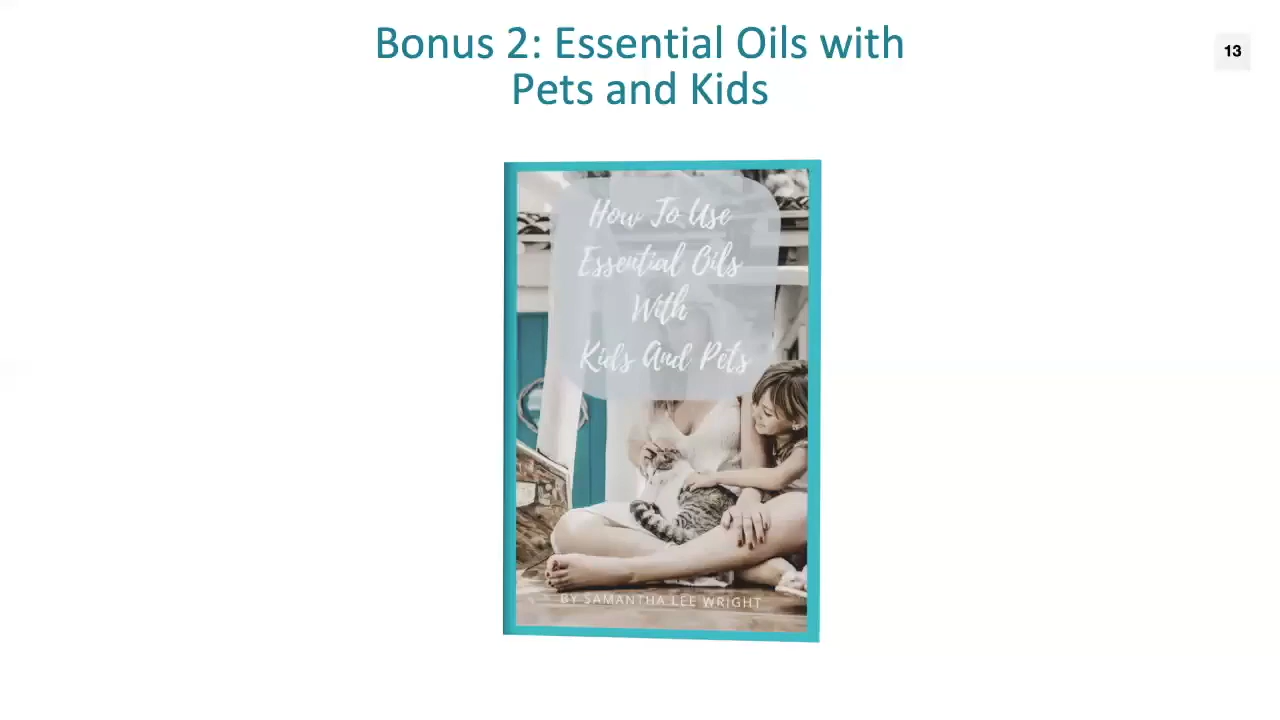 Bonus 2: Essential Oils with
Pets and Kids
13
How To Use
Essential Oils
With
Kids And Pets
BY SAMANTHA LEE WRIGHT